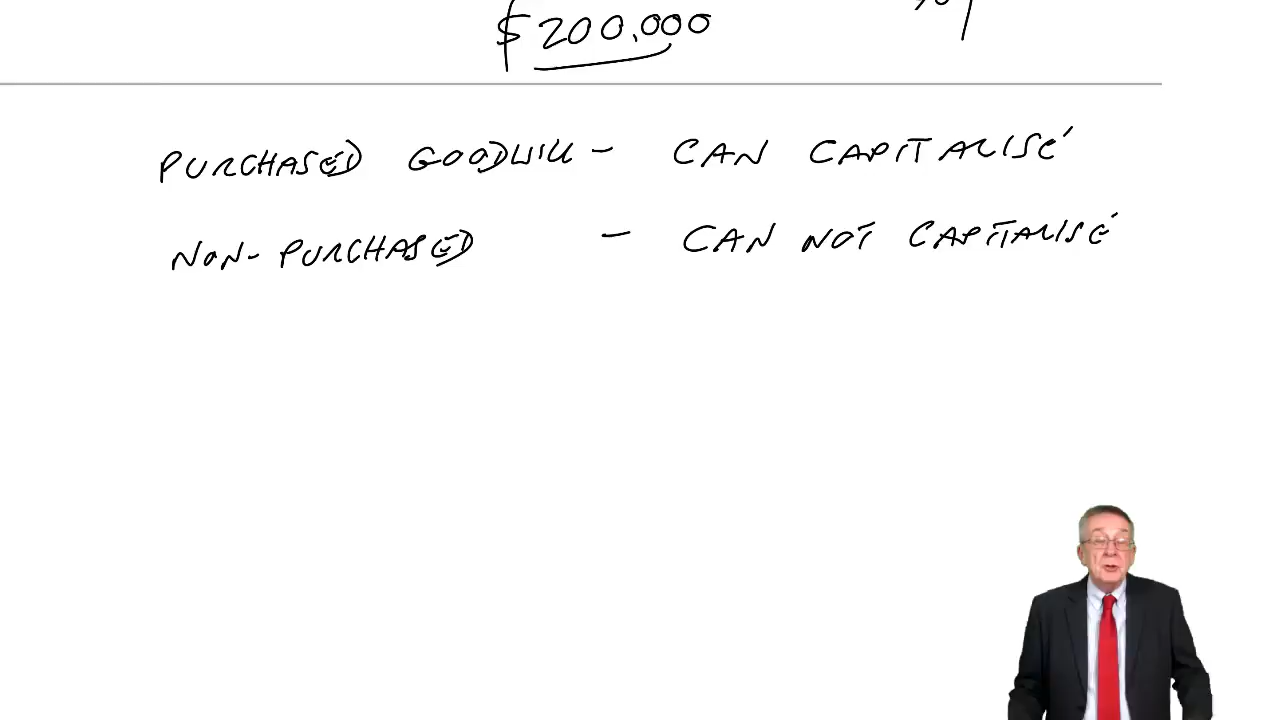 $200,000
PURCHASED GOODWILL - CAN CAPITALISE
NON-PURCHASED - CAN NOT CAPITALISE